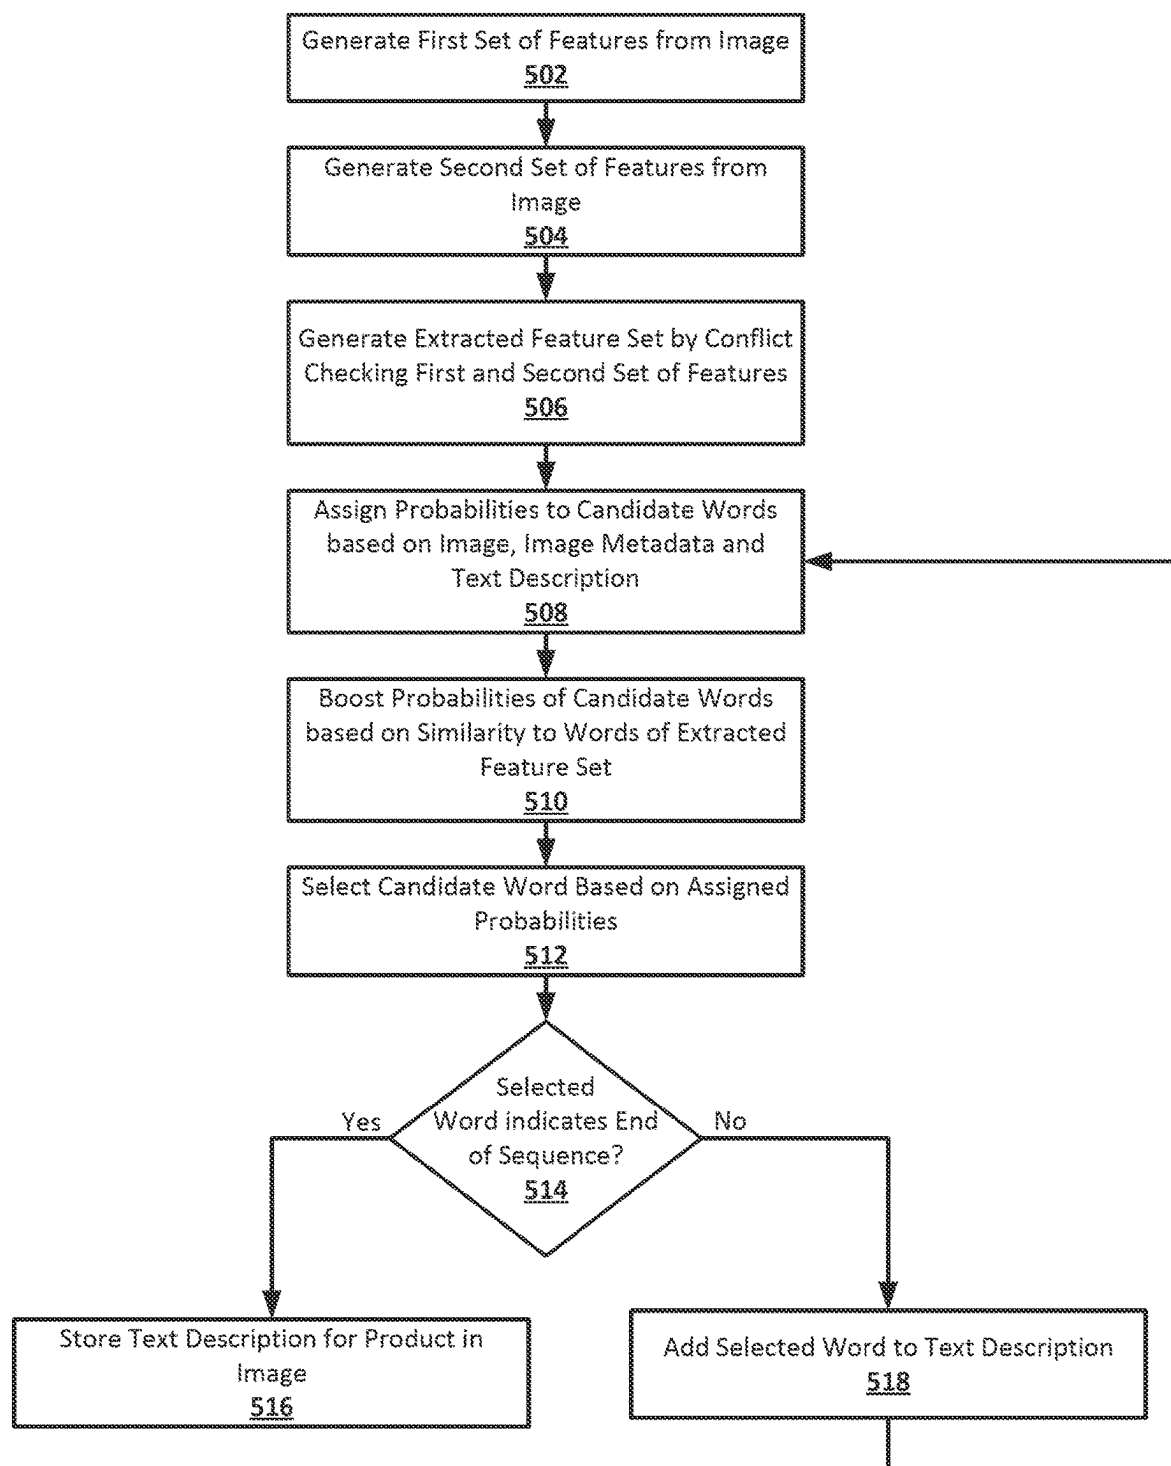 Generate First Set of Features from Image
502
Generate Second Set of Features from
Image
504
Generate Extracted Feature Set by Conflict
Checking First and Second Set of Features
506
Assign Probabilities to Candidate Words
based on Image, Image Metadata and
Text Description
508
Boost Probabilities of Candidate Words
based on Similarity to Words of Extracted
Feature Set
510
Select Candidate Word Based on Assigned
Probabilities
512
Selected
Word indicates End
of Sequence?
514
Yes
No
Store Text Description for Product in
Image
516
Add Selected Word to Text Description
518